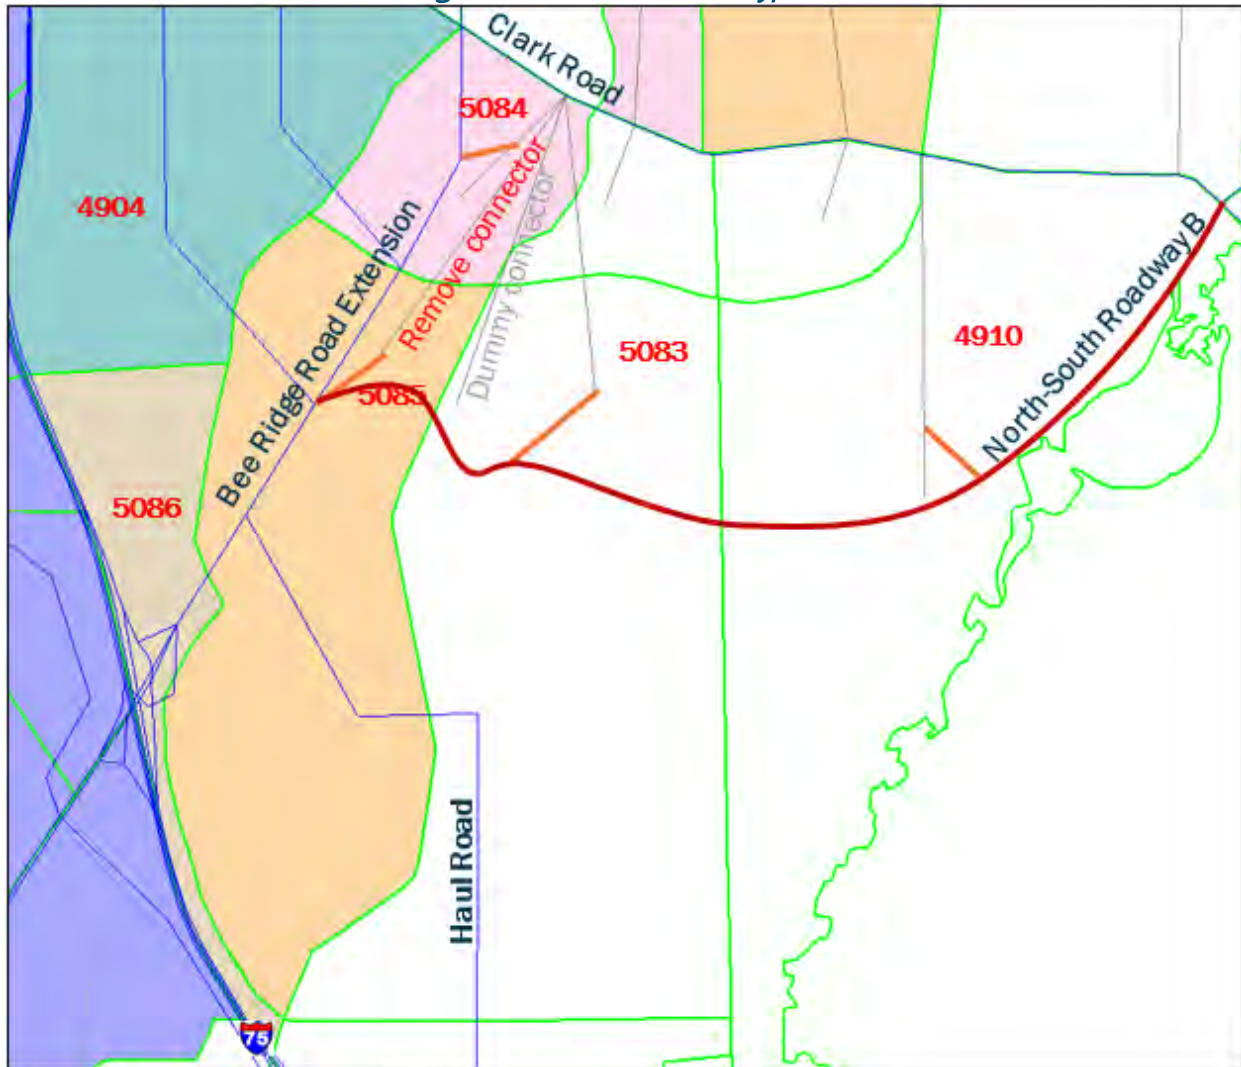 Clark Road
5084
4904
Remove connector
Dummy connector
Bee Ridge Road Extension
5083
4910
North-South Roadway B
5085
5086
Haul Road
75